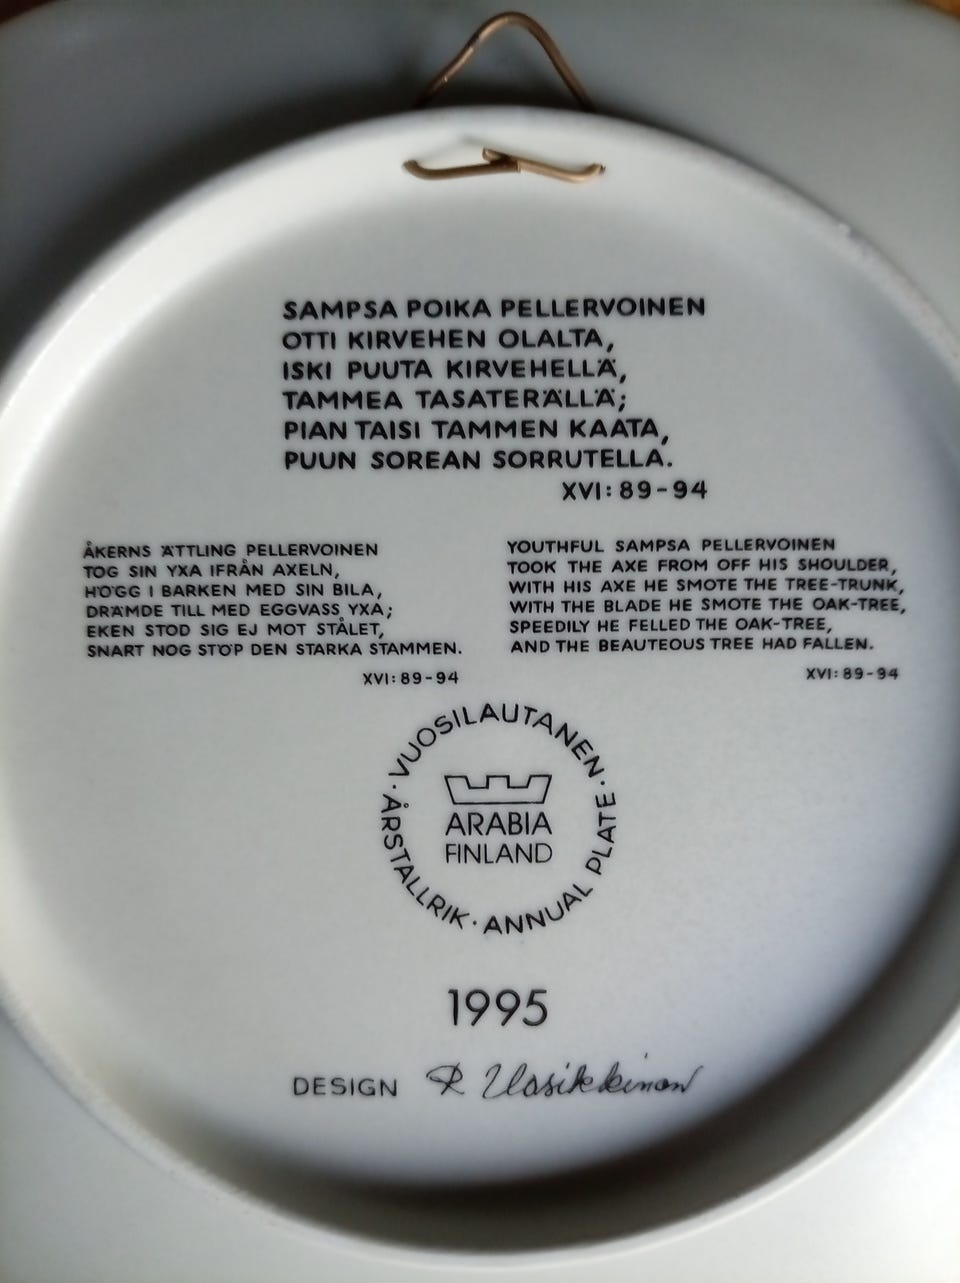 SAMPSA POIKA PELLERVOINEN
OTTI KIRVEHEN OLALTA,
ISKI PUUTA KIRVEHELLÄ,
TAMMEA TASATERÄLLÄ;
PIAN TAISI TAMMEN KAATA,
PUUN SOREAN SORRUTELLA.
XVI: 89-94
ÅKERNS ÄTTLING PELLERVOINEN
TOG SIN YXA IFRÅN AXELN,
HÖGG I BARKEN MED SIN BILA,
DRÄMDE TILL MED EGGVASS YXA;
EKEN STOD SIG EJ MOT STÅLET,
SNART NOG STÖP DEN STARKA STAMMEN.
XVI: 89-94
YOUTHFUL SAMPSA PELLERVOINEN
TOOK THE AXE FROM OFF HIS SHOULDER,
WITH HIS AXE HE SMOTE THE TREE-TRUNK,
WITH THE BLADE HE SMOTE THE OAK-TREE,
SPEEDILY HE FELLED THE OAK-TREE,
AND THE BEAUTEOUS TREE HAD FALLEN.
XVI: 89-94
· VUOSILAUTANEN · ANNUAL PLATE · ÅRSTALLRIK
ARABIA
FINLAND
1995
DESIGN R Uosikkinen